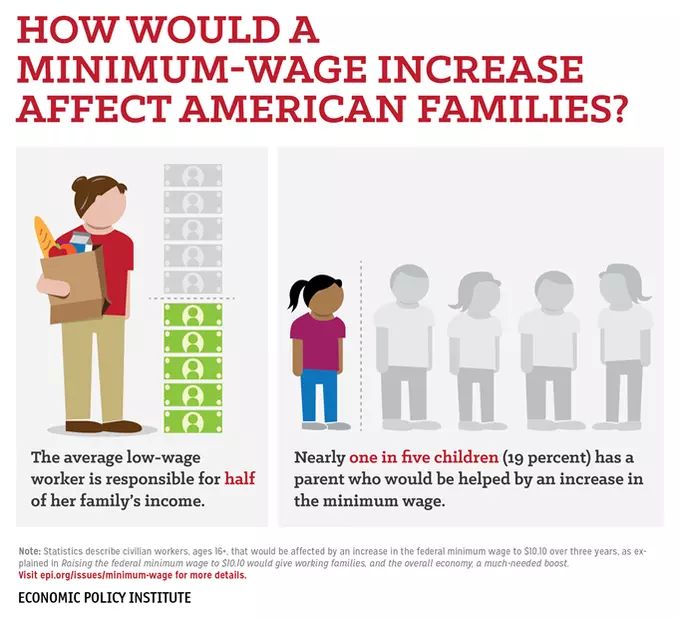 HOW WOULD A
MINIMUM-WAGE INCREASE
AFFECT AMERICAN FAMILIES?
The average low-wage
worker is responsible for half
of her family's income.
Nearly one in five children (19 percent) has a
parent who would be helped by an increase in
the minimum wage.
Note: Statistics describe civilian workers, ages 16+, that would be affected by an increase in the federal minimum wage to $10.10 over three years, as ex-
plained in Raising the federal minimum wage to $10.10 would give working families, and the overall economy, a much-needed boost.
Visit epi.org/issues/minimum-wage for more details.
ECONOMIC POLICY INSTITUTE